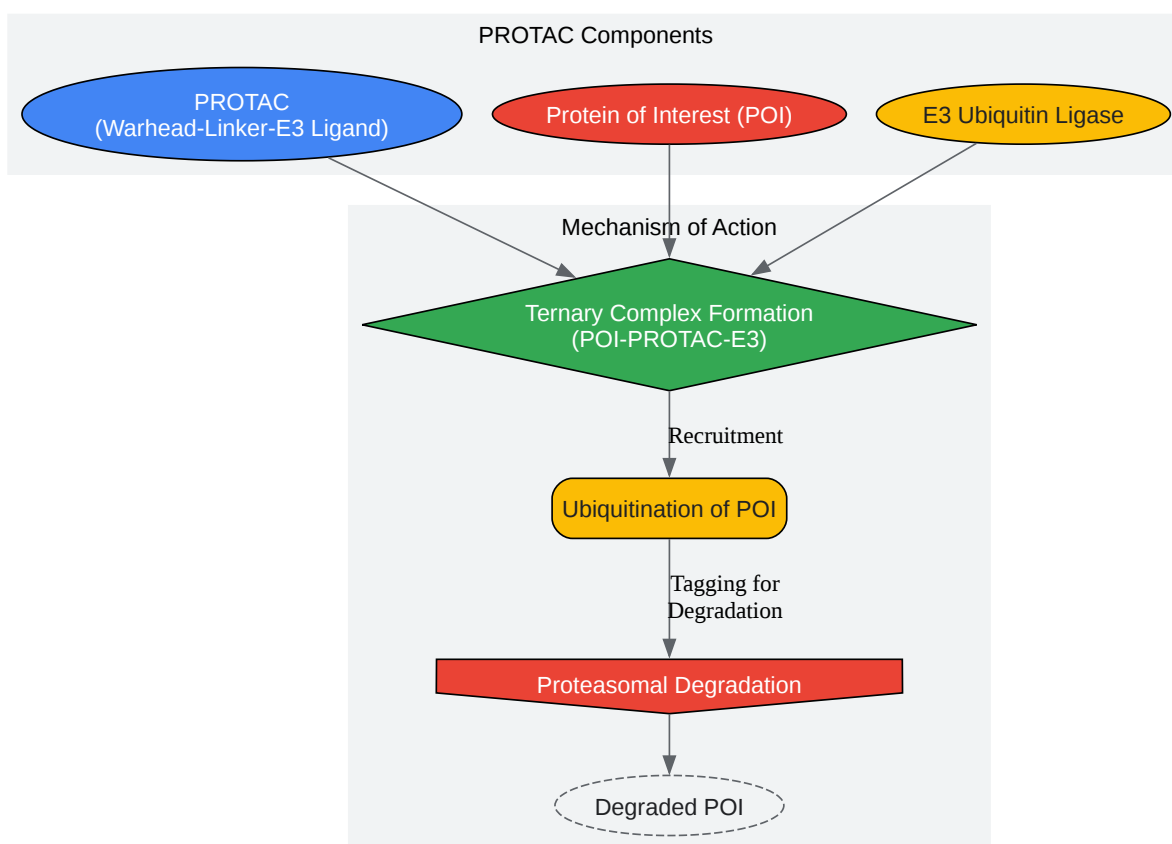 PROTAC Components
PROTAC
(Warhead-Linker-E3 Ligand)
Protein of Interest (POI)
E3 Ubiquitin Ligase
Mechanism of Action
Ternary Complex Formation
(POI-PROTAC-E3)
Recruitment
Ubiquitination of POI
Tagging for
Degradation
Proteasomal Degradation
Degraded POI